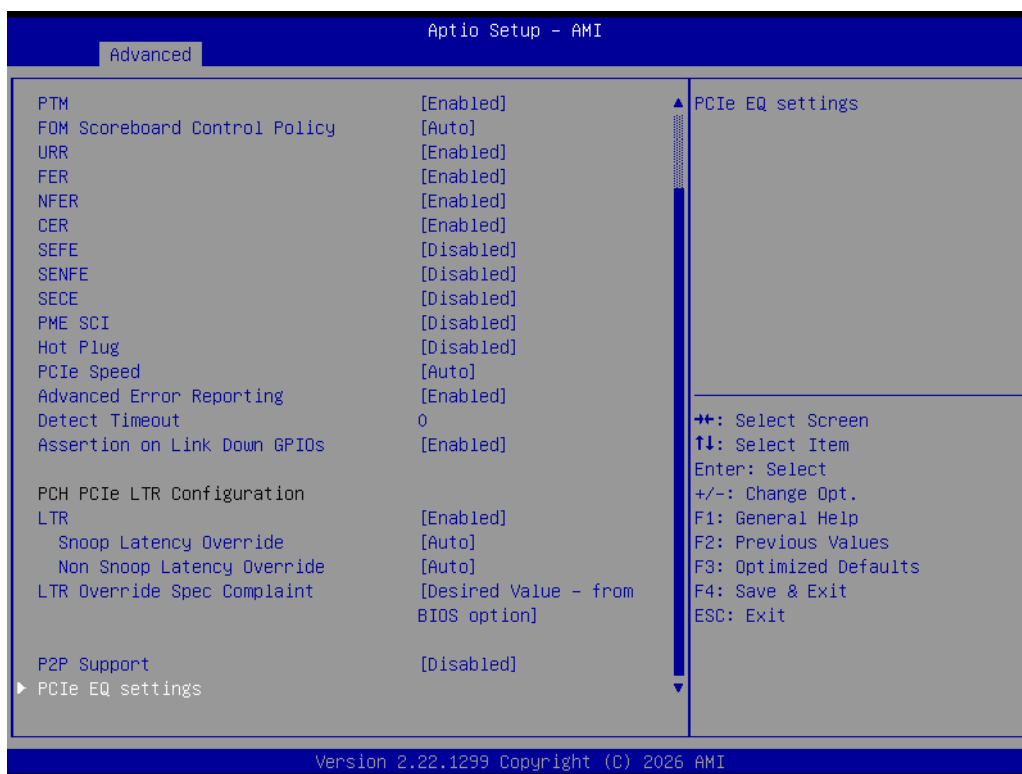 Aptio Setup – AMI
Advanced
PTM [Enabled]
FOM Scoreboard Control Policy [Auto]
URR [Enabled]
FER [Enabled]
NFER [Enabled]
CER [Enabled]
SEFE [Disabled]
SENFE [Disabled]
SECE [Disabled]
PME SCI [Disabled]
Hot Plug [Disabled]
PCIe Speed [Auto]
Advanced Error Reporting [Enabled]
Detect Timeout 0
Assertion on Link Down GPIOs [Enabled]
PCH PCIe LTR Configuration
LTR [Enabled]
Snoop Latency Override [Auto]
Non Snoop Latency Override [Auto]
LTR Override Spec Complaint [Desired Value – from
BIOS option]
P2P Support [Disabled]
PCIe EQ settings
PCIe EQ settings
→←: Select Screen
↑↓: Select Item
Enter: Select
+/-: Change Opt.
F1: General Help
F2: Previous Values
F3: Optimized Defaults
F4: Save & Exit
ESC: Exit
Version 2.22.1299 Copyright (C) 2026 AMI